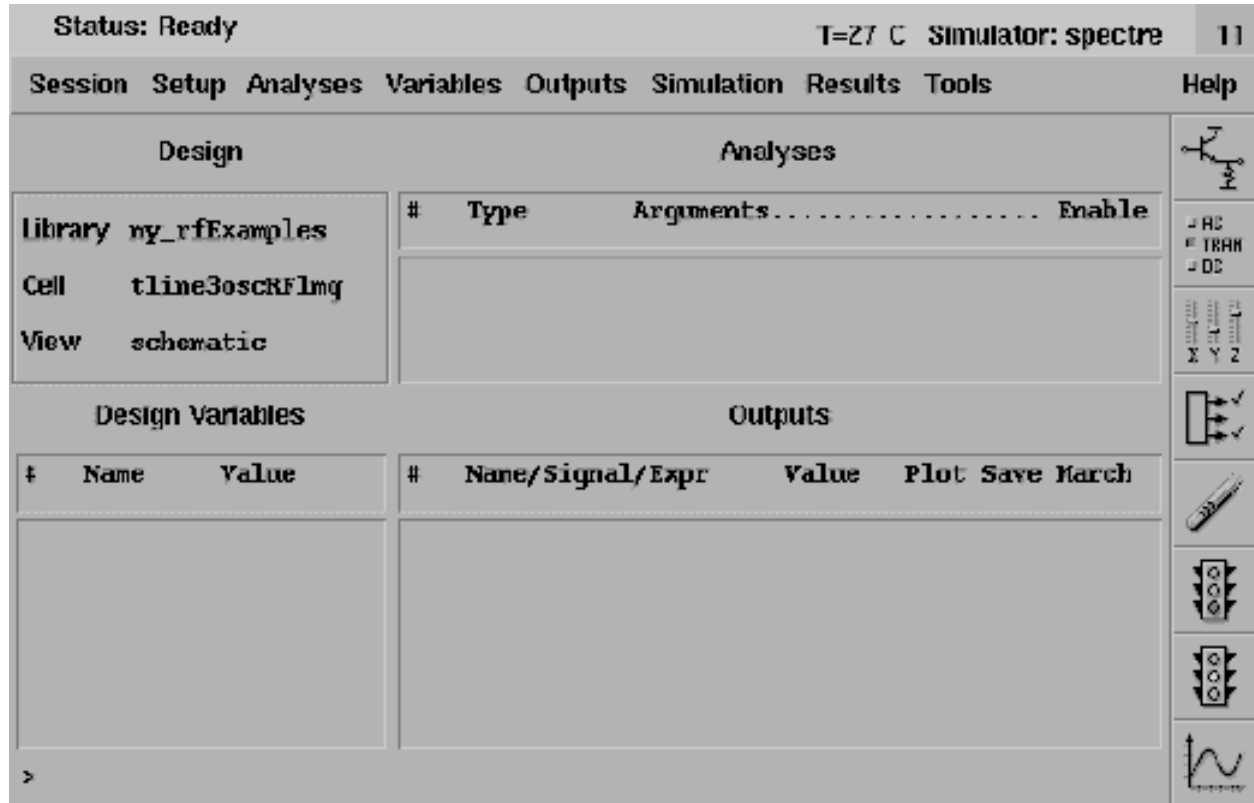 Status: Ready T=27 C Simulator: spectre 11
Session Setup Analyses Variables Outputs Simulation Results Tools Help
Design
Analyses
Library my_rfExamples
Cell tline3oscRFlmg
View schematic
# Type Arguments.................. Enable
AC
TRAN
DC
X Y Z
Design Variables
Outputs
# Name Value
# Name/Signal/Expr Value Plot Save March
>